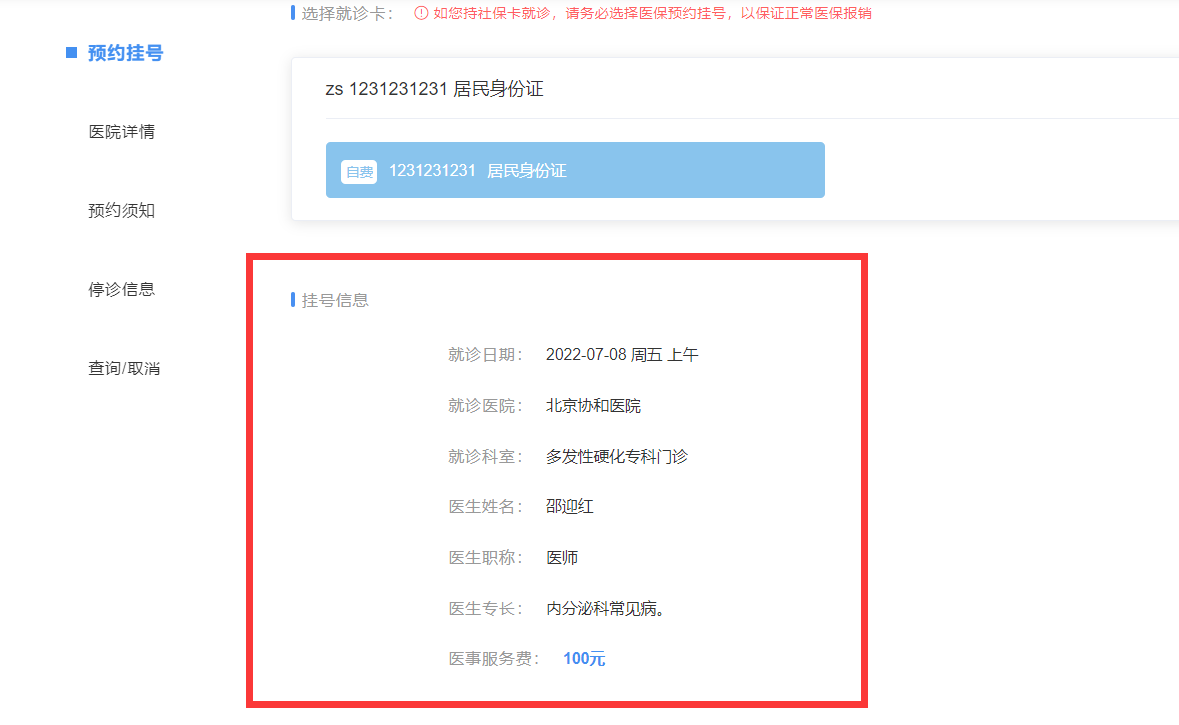 选择就诊卡： 如您持社保卡就诊，请务必选择医保预约挂号，以保证正常医保报销
预约挂号
zs 1231231231 居民身份证
医院详情
自费 1231231231 居民身份证
预约须知
停诊信息
挂号信息
就诊日期： 2022-07-08 周五 上午
查询/取消
就诊医院： 北京协和医院
就诊科室： 多发性硬化专科门诊
医生姓名： 邵迎红
医生职称： 医师
医生专长： 内分泌科常见病。
医事服务费： 100元